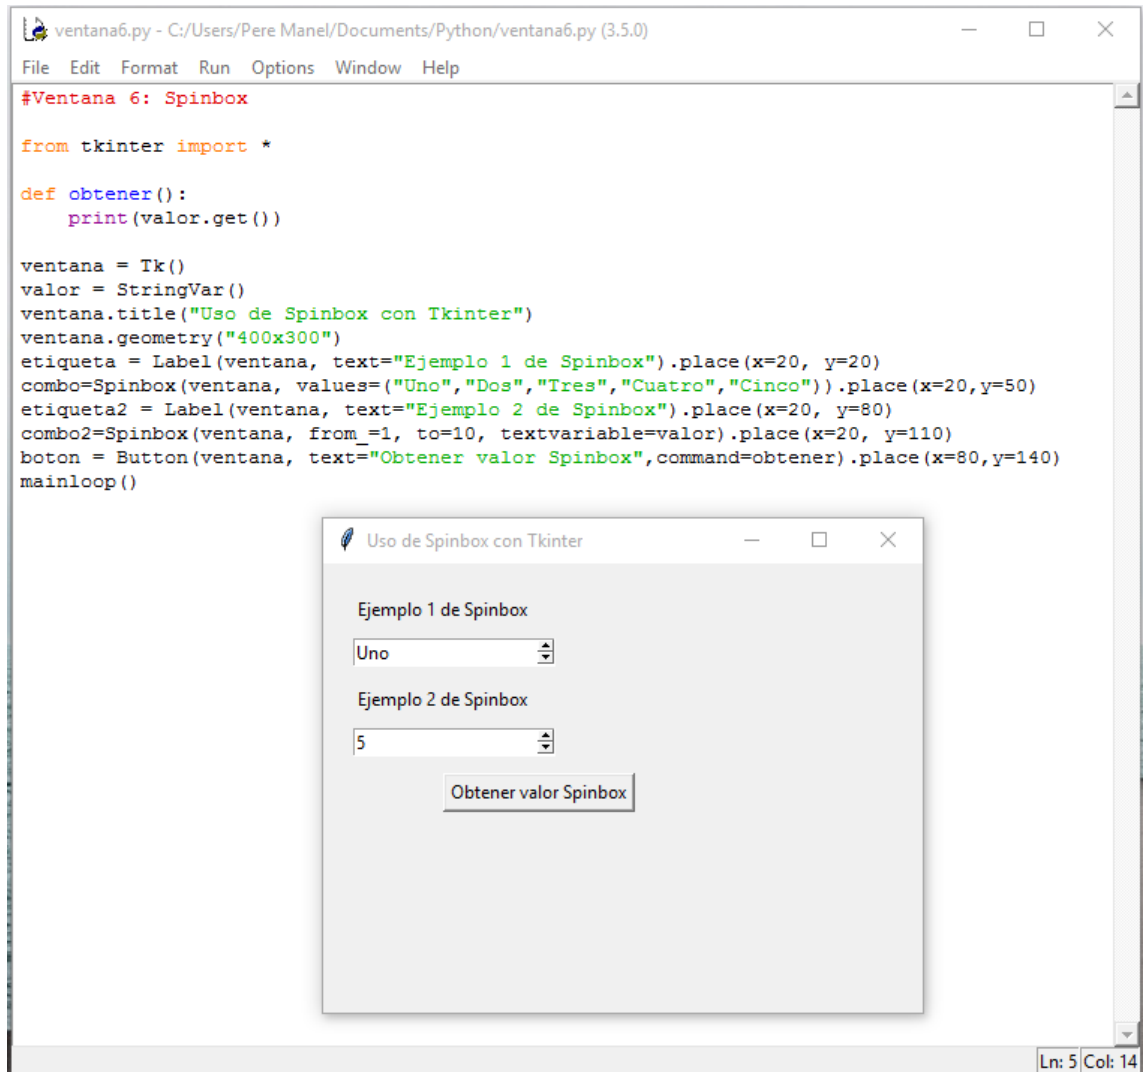 ventana6.py - C:/Users/Pere Manel/Documents/Python/ventana6.py (3.5.0)
File Edit Format Run Options Window Help
#Ventana 6: Spinbox
from tkinter import *
def obtener():
    print(valor.get())
ventana = Tk()
valor = StringVar()
ventana.title("Uso de Spinbox con Tkinter")
ventana.geometry("400x300")
etiqueta = Label(ventana, text="Ejemplo 1 de Spinbox").place(x=20, y=20)
combo=Spinbox(ventana, values=("Uno","Dos","Tres","Cuatro","Cinco")).place(x=20,y=50)
etiqueta2 = Label(ventana, text="Ejemplo 2 de Spinbox").place(x=20, y=80)
combo2=Spinbox(ventana, from_=1, to=10, textvariable=valor).place(x=20, y=110)
boton = Button(ventana, text="Obtener valor Spinbox",command=obtener).place(x=80,y=140)
mainloop()
Uso de Spinbox con Tkinter
Ejemplo 1 de Spinbox
Uno
Ejemplo 2 de Spinbox
5
Obtener valor Spinbox
Ln: 5 Col: 14